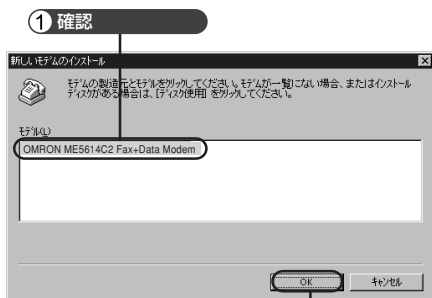 ① 確認
新しいモデムのインストール
モデムの製造元とモデルをクリックしてください。モデムが一覧にない場合、またはインストール
ディスクがある場合は、[ディスク使用] をクリックしてください。
モデル(L)
OMRON ME5614C2 Fax+Data Modem
OK キャンセル